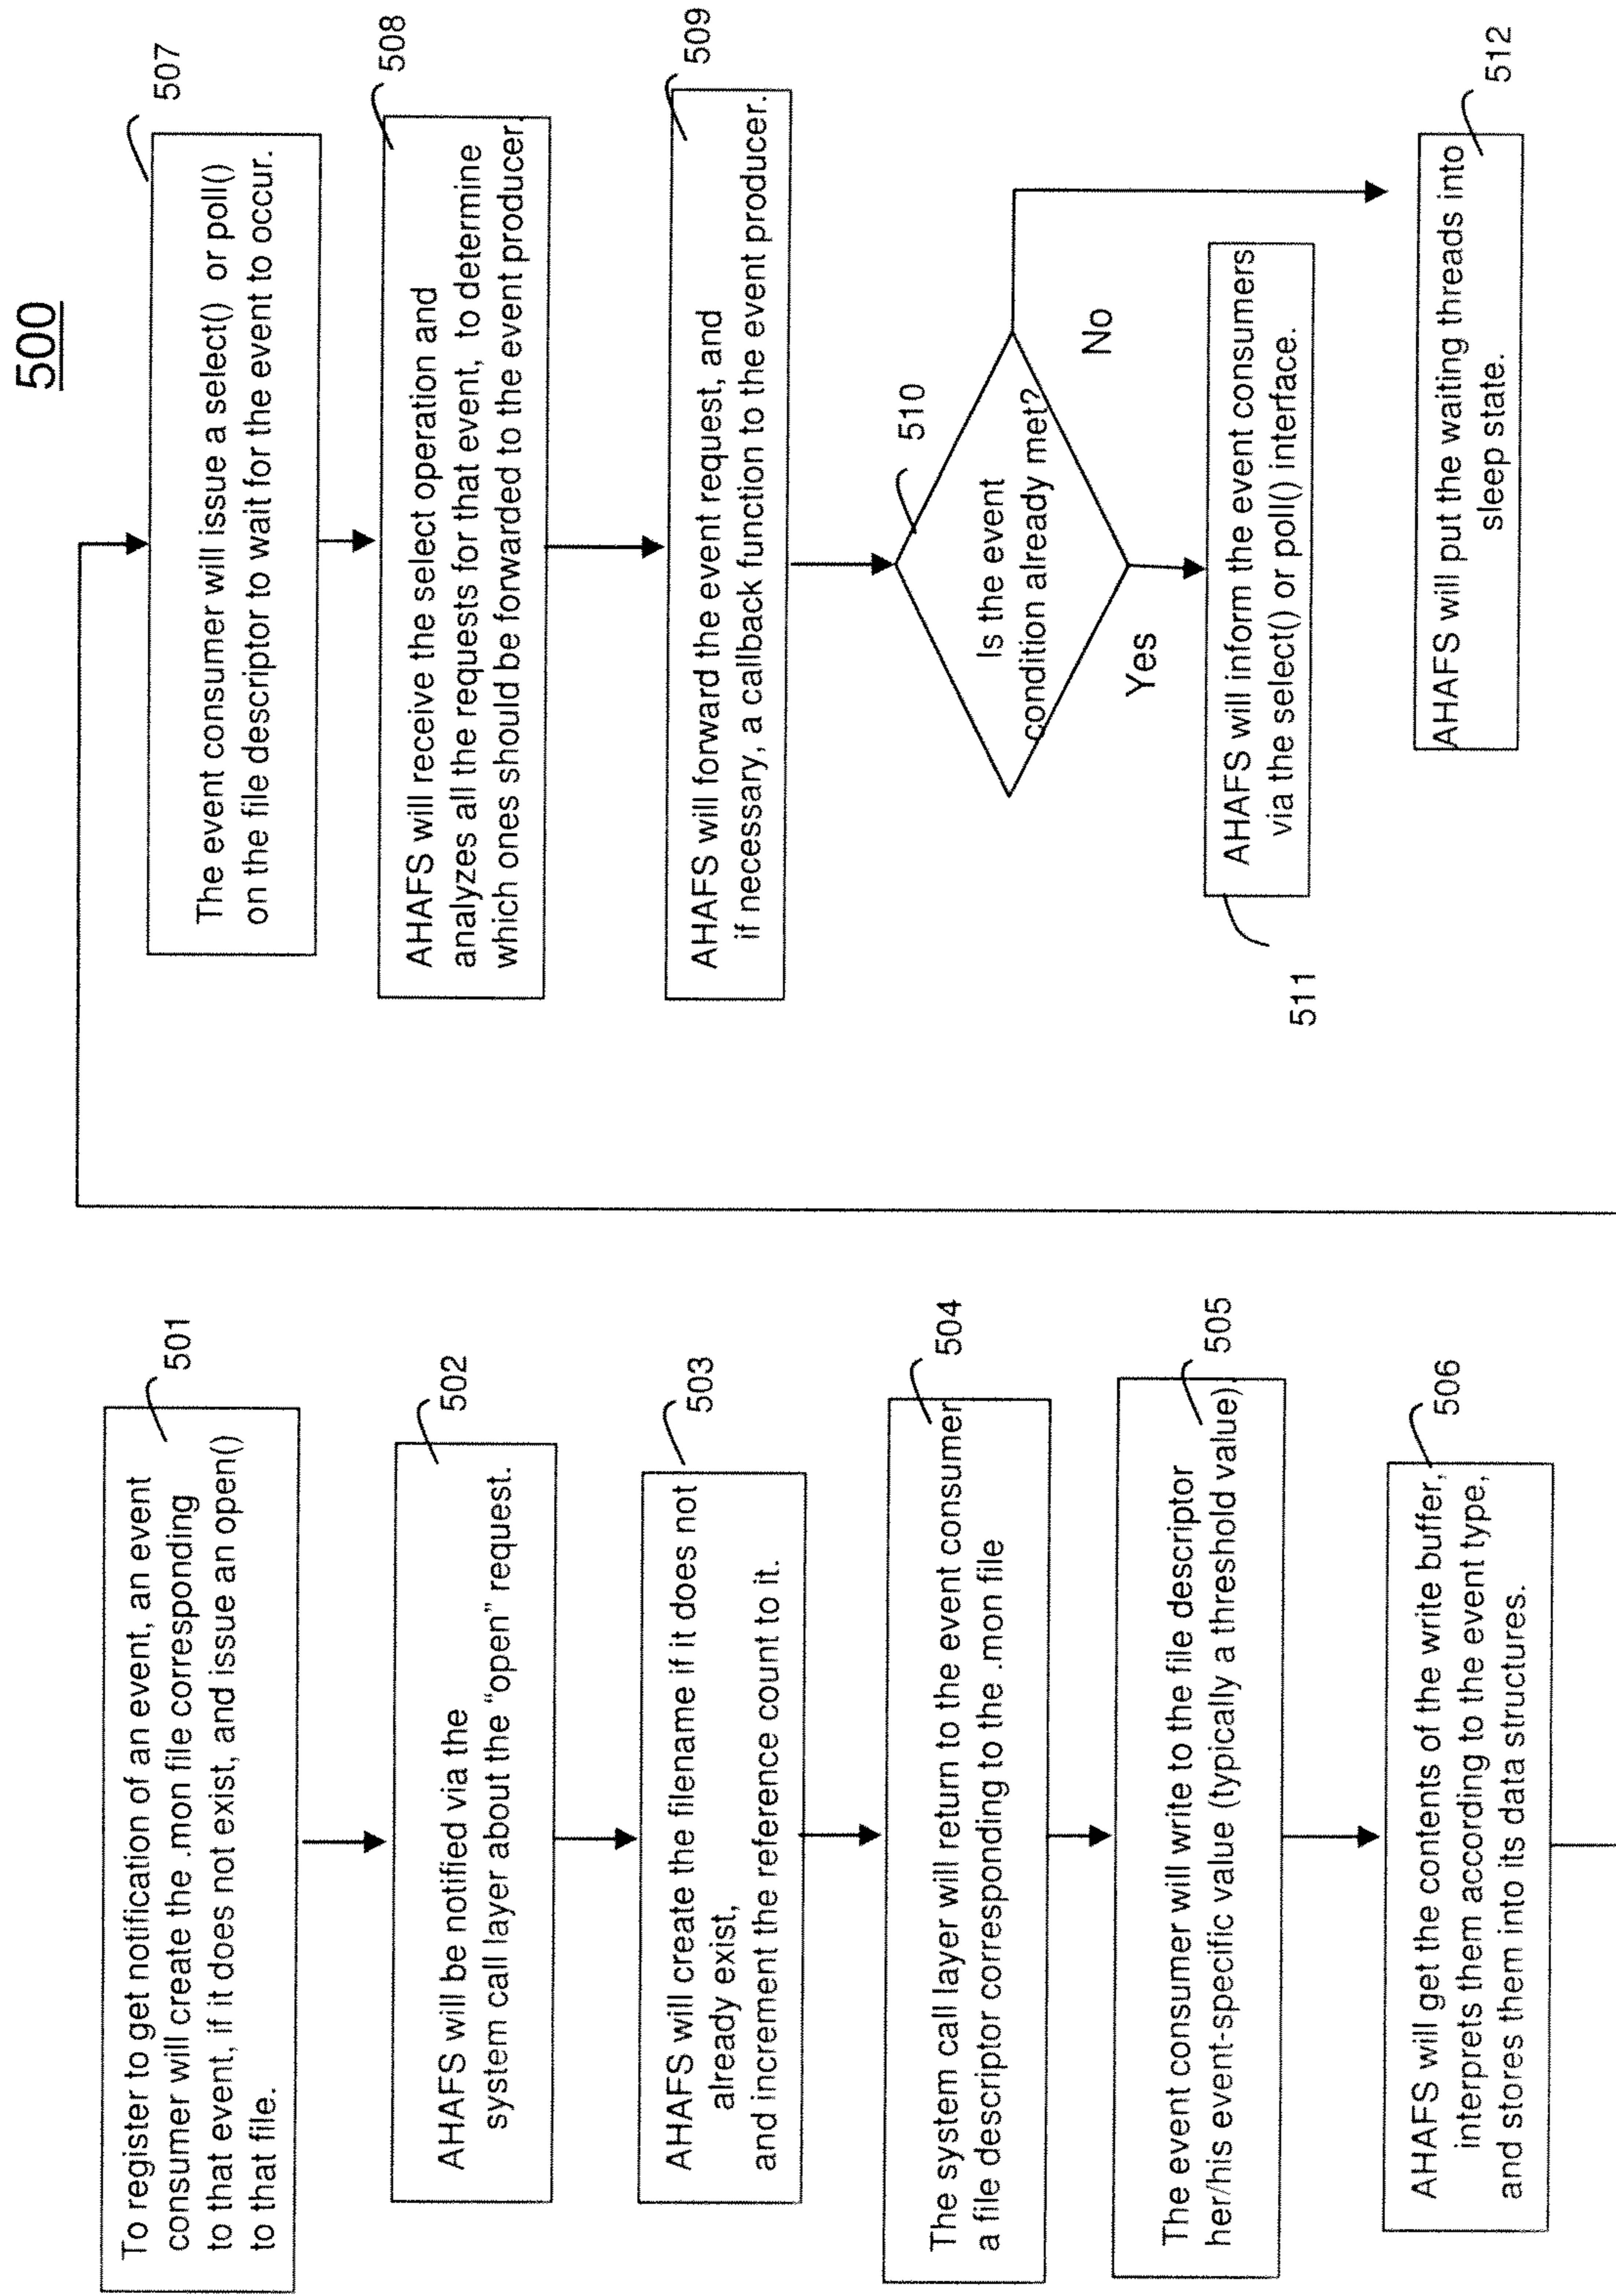 500
To register to get notification of an event, an event
consumer will create the .mon file corresponding
to that event, if it does not exist, and issue an open()
to that file.
501
AHAFS will be notified via the
system call layer about the “open” request.
502
AHAFS will create the filename if it does not
already exist,
and increment the reference count to it.
503
The system call layer will return to the event consumer
a file descriptor corresponding to the .mon file
504
The event consumer will write to the file descriptor
her/his event-specific value (typically a threshold value).
505
AHAFS will get the contents of the write buffer,
interprets them according to the event type,
and stores them into its data structures.
506
The event consumer will issue a select() or poll()
on the file descriptor to wait for the event to occur.
507
AHAFS will receive the select operation and
analyzes all the requests for that event, to determine
which ones should be forwarded to the event producer.
508
AHAFS will forward the event request, and
if necessary, a callback function to the event producer.
509
Is the event
condition already met?
510
Yes
No
AHAFS will inform the event consumers
via the select() or poll() interface.
511
AHAFS will put the waiting threads into
sleep state.
512